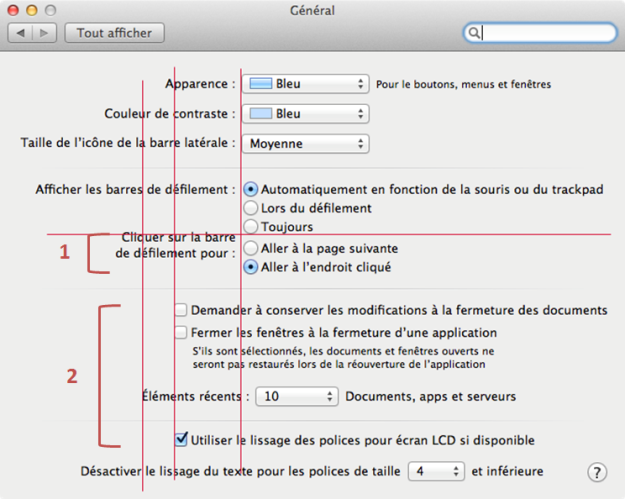 Général
Tout afficher
Apparence : Bleu Pour le boutons, menus et fenêtres
Couleur de contraste : Bleu
Taille de l'icône de la barre latérale : Moyenne
Afficher les barres de défilement : Automatiquement en fonction de la souris ou du trackpad
Lors du défilement
Toujours
1
Cliquer sur la barre
de défilement pour :
Aller à la page suivante
Aller à l'endroit cliqué
2
Demander à conserver les modifications à la fermeture des documents
Fermer les fenêtres à la fermeture d'une application
S'ils sont sélectionnés, les documents et fenêtres ouverts ne
seront pas restaurés lors de la réouverture de l'application
Éléments récents : 10 Documents, apps et serveurs
Utiliser le lissage des polices pour écran LCD si disponible
Désactiver le lissage du texte pour les polices de taille 4 et inférieure ?